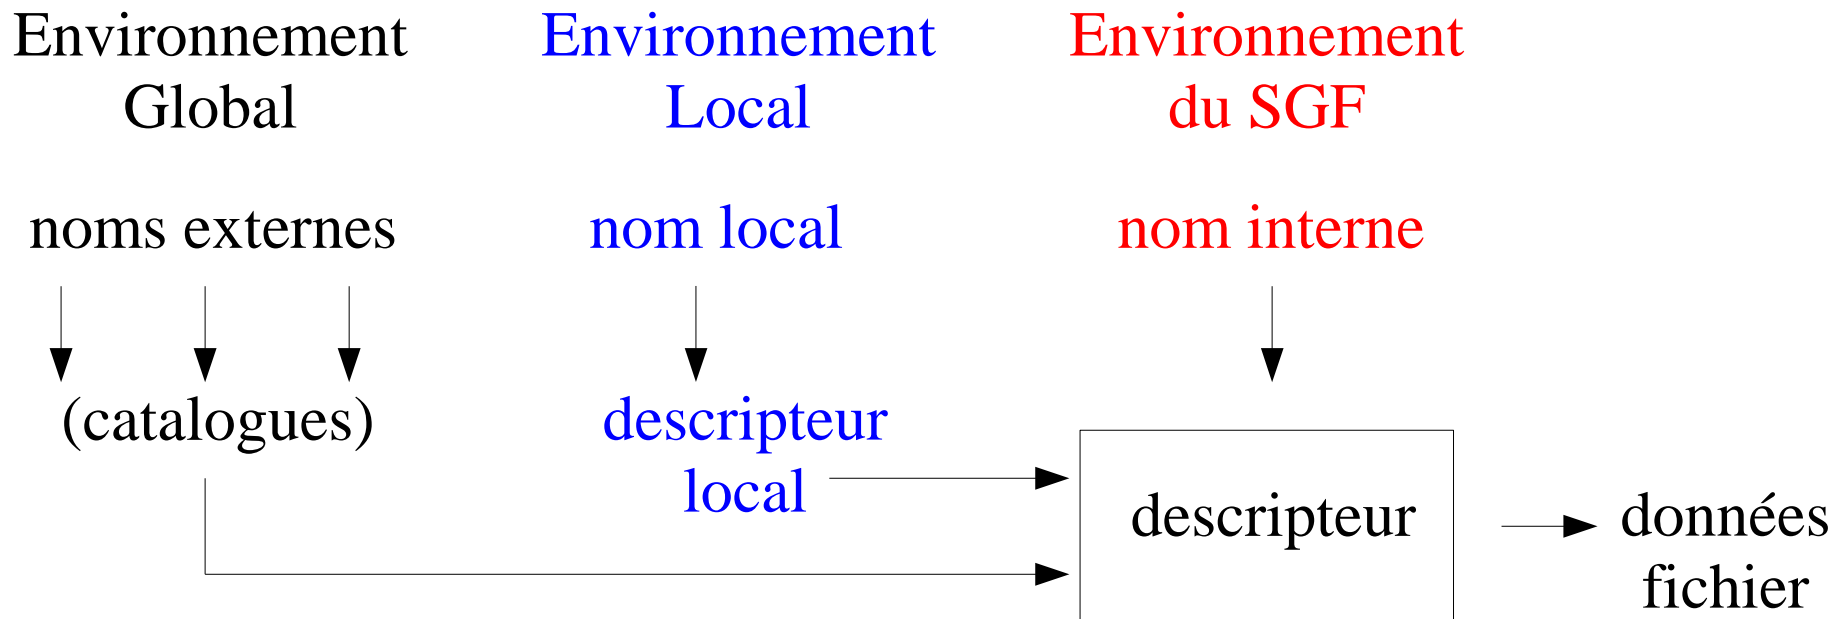 Environnement
Global
Environnement
Local
Environnement
du SGF
noms externes
nom local
nom interne
(catalogues)
descripteur
local
descripteur
données
fichier